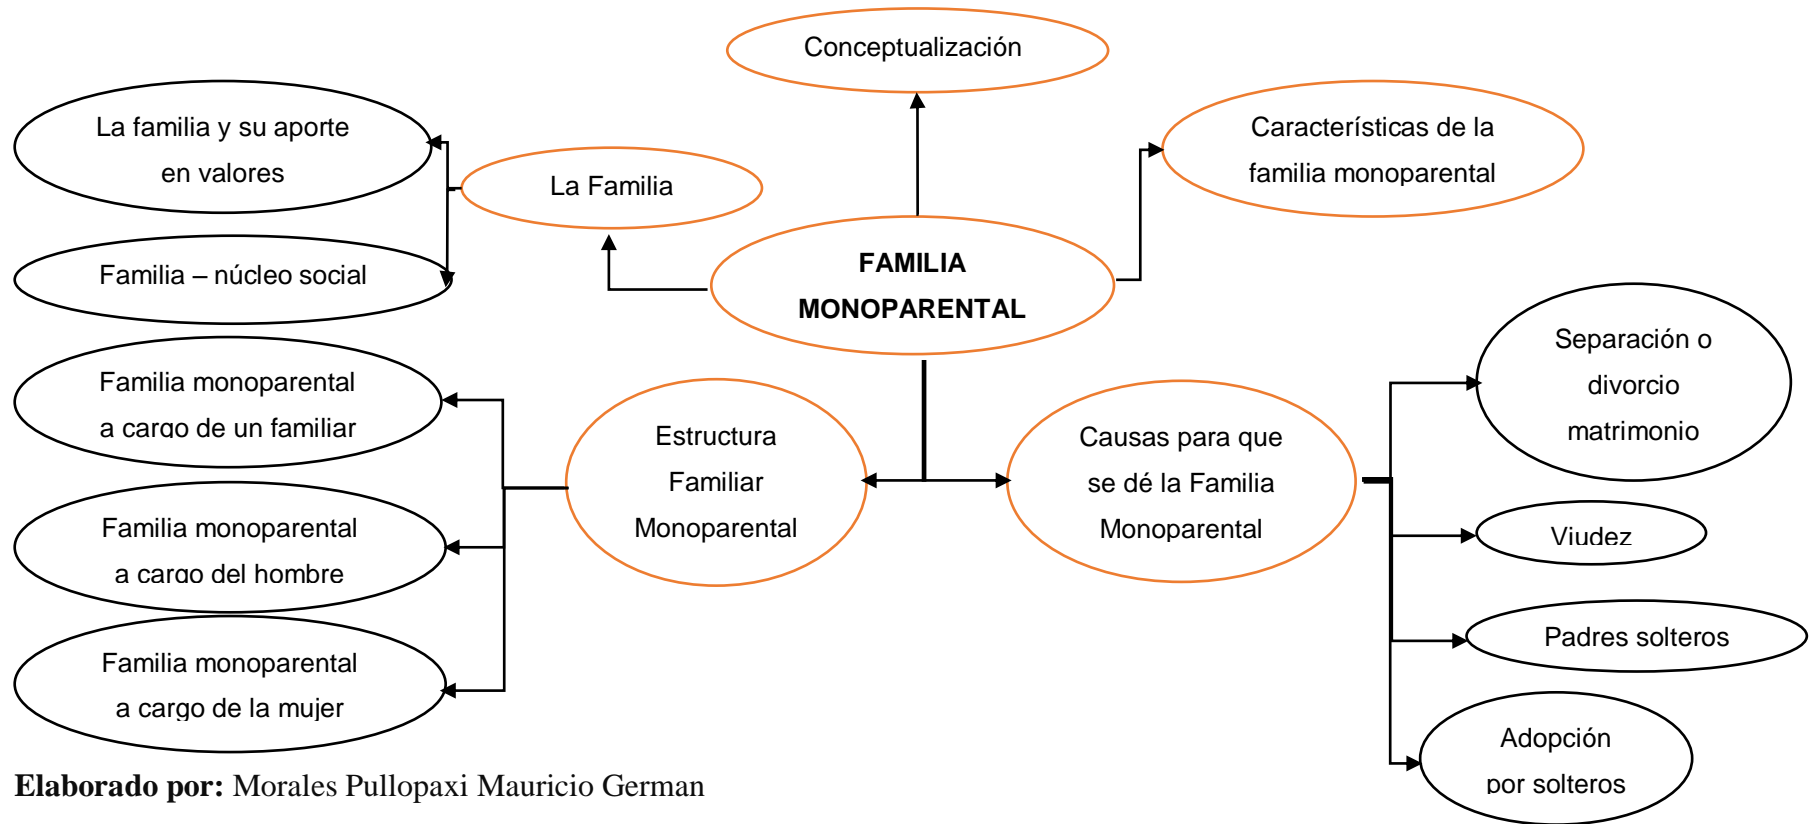 Conceptualización
La familia y su aporte
en valores
Características de la
familia monoparental
La Familia
Familia – núcleo social
FAMILIA
MONOPARENTAL
Familia monoparental
a cargo de un familiar
Estructura
Familiar
Monoparental
Causas para que
se dé la Familia
Monoparental
Separación o
divorcio
matrimonio
Familia monoparental
a cargo del hombre
Viudez
Familia monoparental
a cargo de la mujer
Padres solteros
Adopción
por solteros
Elaborado por: Morales Pullopaxi Mauricio German